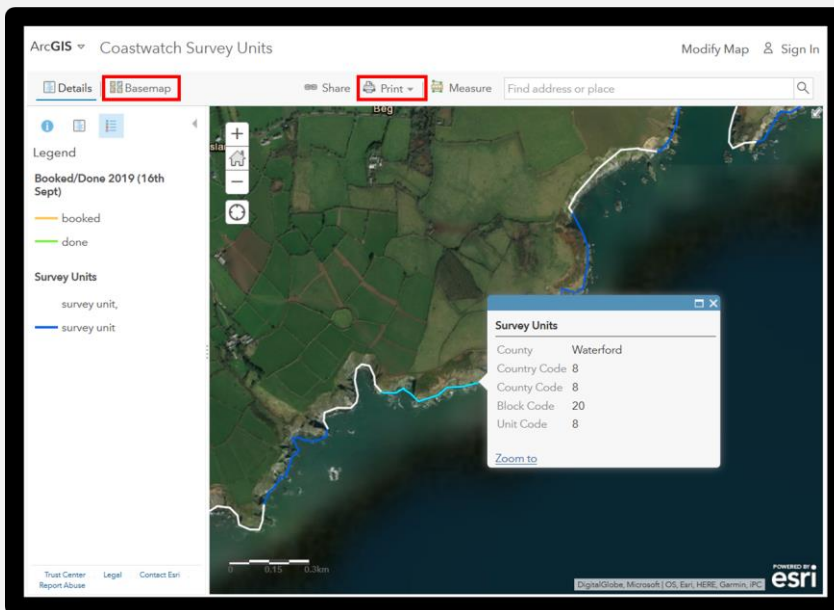 ArcGIS Coastwatch Survey Units
Modify Map Sign In
Details Basemap Share Print Measure Find address or place
Legend
Booked/Done 2019 (16th
Sept)
booked
done
Survey Units
survey unit,
survey unit
Beg
Survey Units
County Waterford
Country Code 8
County Code 8
Block Code 20
Unit Code 8
Zoom to
0 0.15 0.3km
Trust Center Legal Contact Esri
Report Abuse
DigitalGlobe, Microsoft | OS, Esri, HERE, Garmin, iPC
POWERED BY
esri